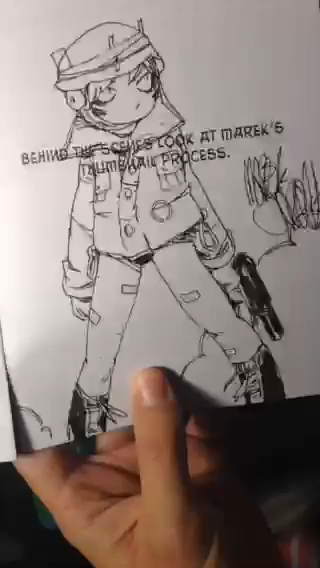 BEHIND THE SCENES LOOK AT MAREK'S
THUMBNAIL PROCESS.